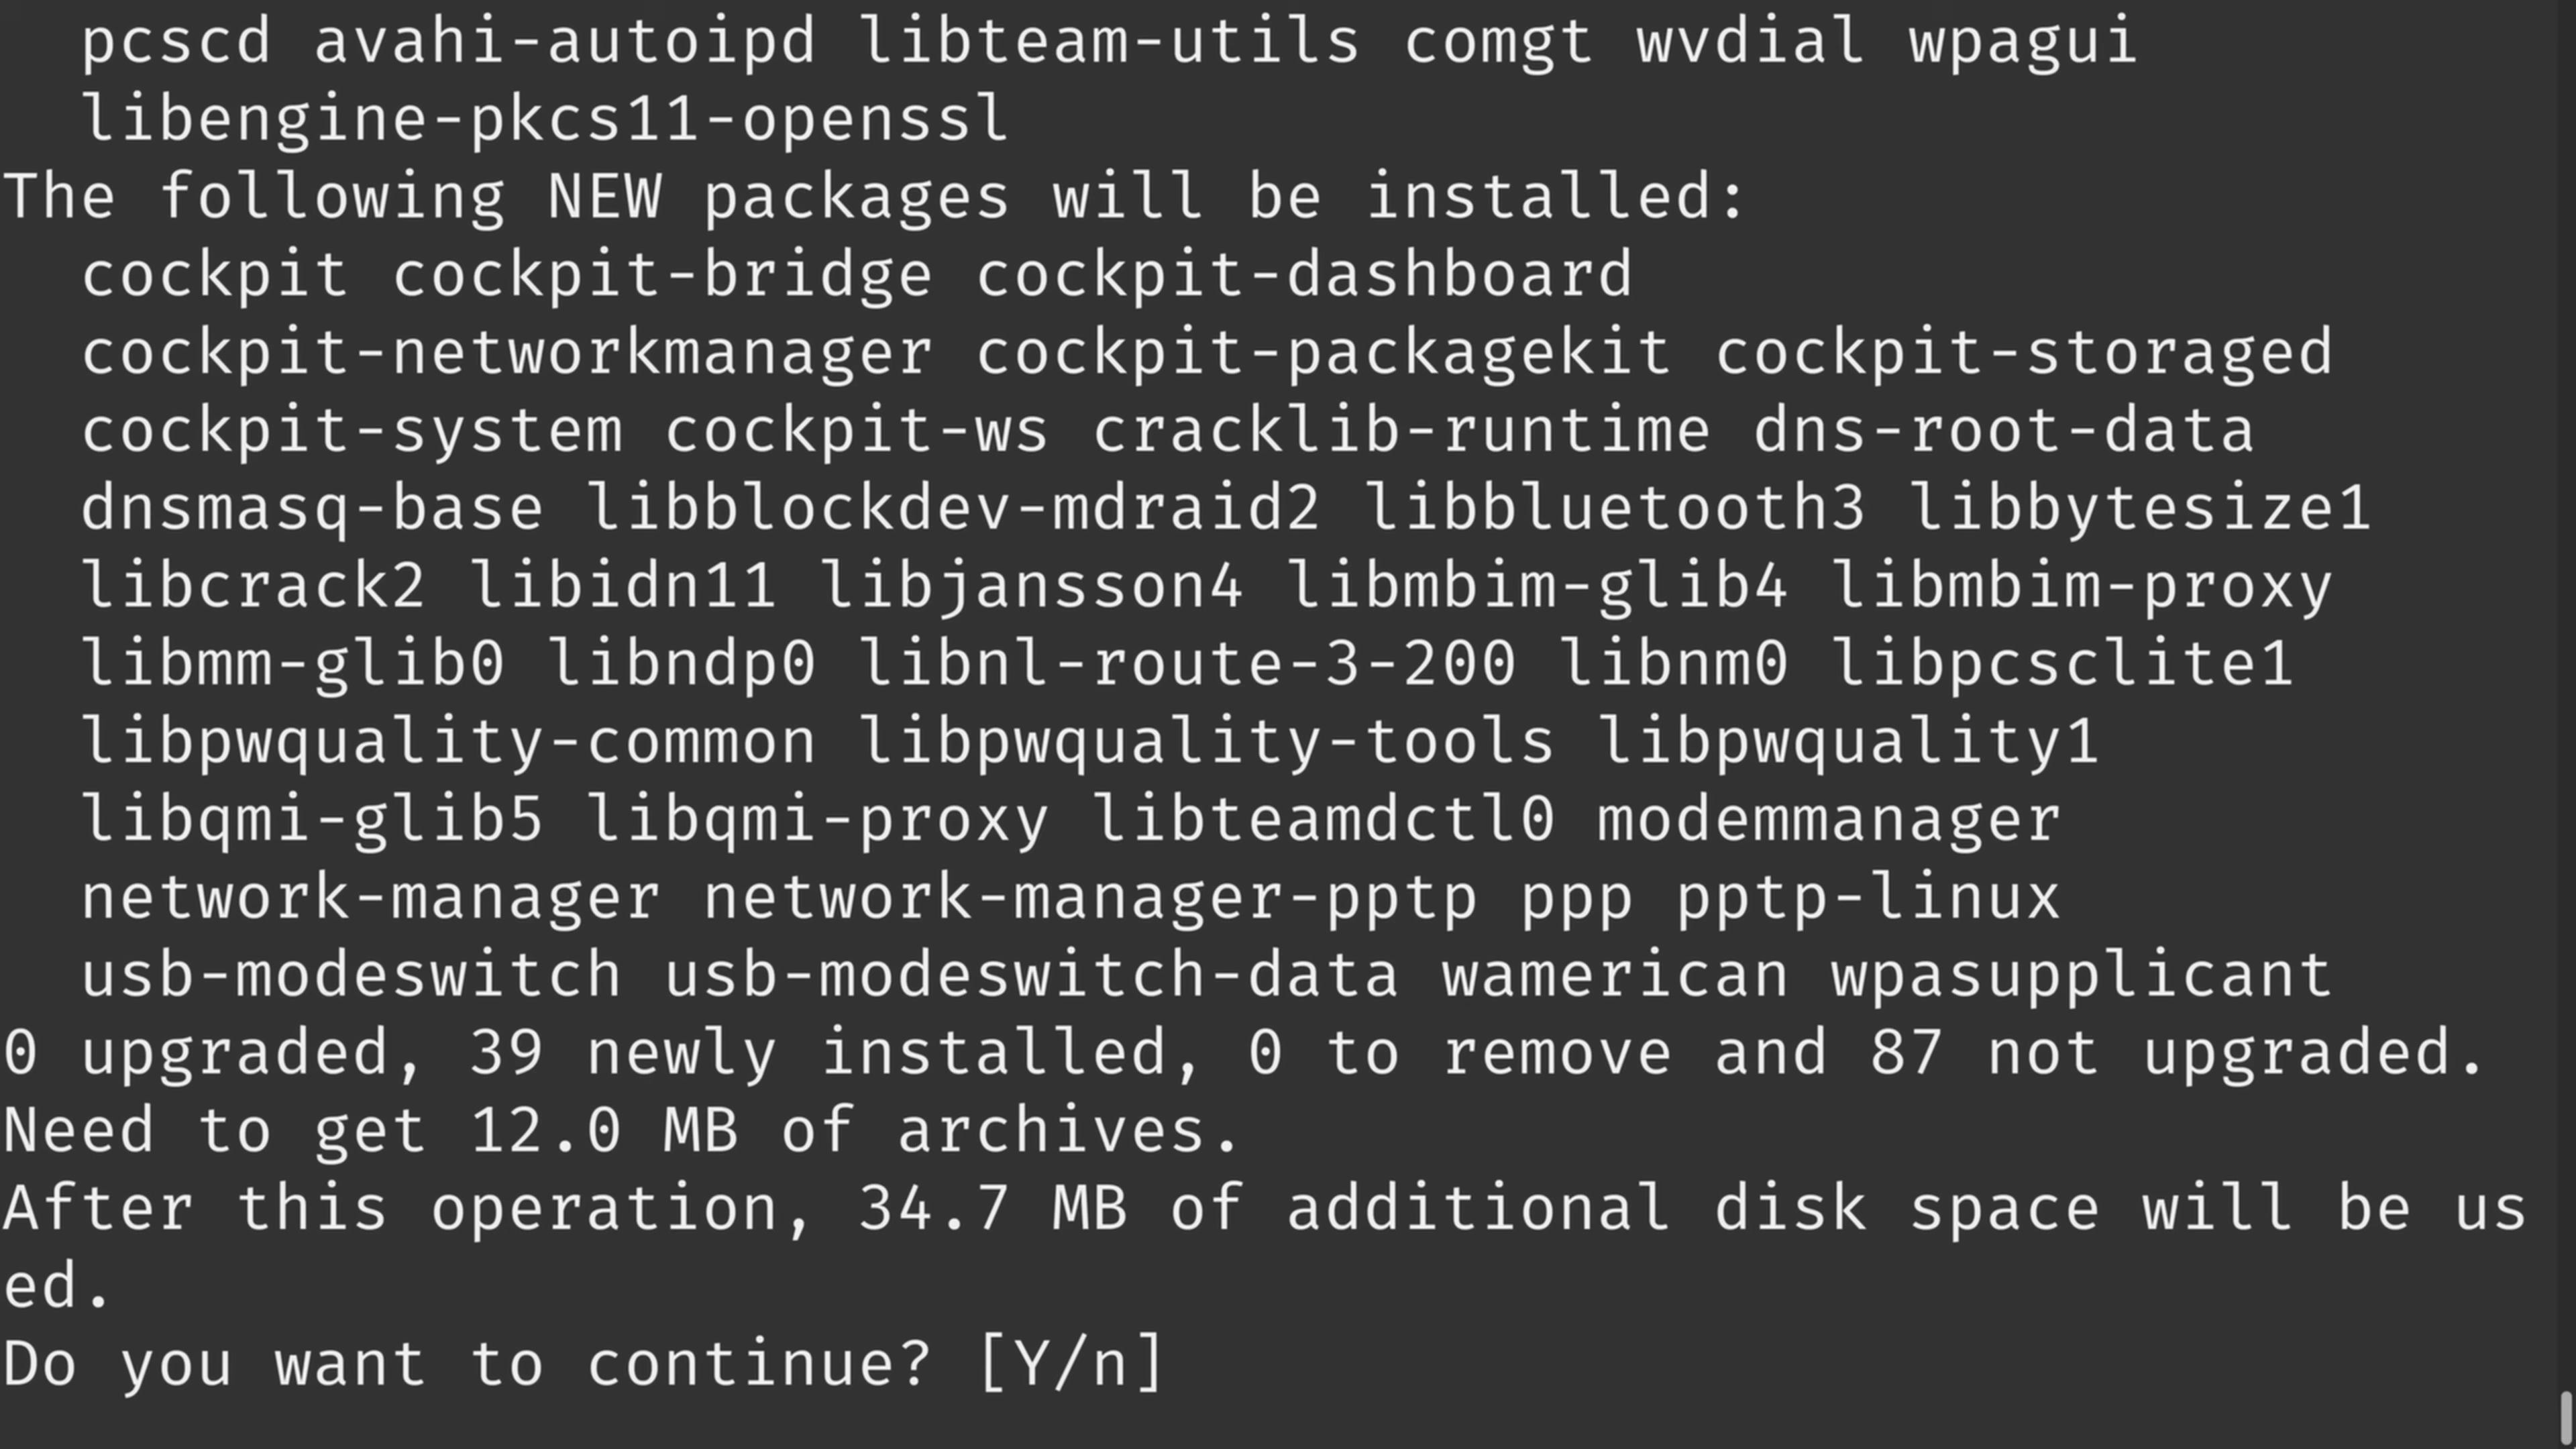 pcscd avahi-autoipd libteam-utils comgt wvdial wpagui
libengine-pkcs11-openssl
The following NEW packages will be installed:
cockpit cockpit-bridge cockpit-dashboard
cockpit-networkmanager cockpit-packagekit cockpit-storaged
cockpit-system cockpit-ws cracklib-runtime dns-root-data
dnsmasq-base libblockdev-mdraid2 libbluetooth3 libbytesize1
libcrack2 libidn11 libjansson4 libmbim-glib4 libmbim-proxy
libmm-glib0 libndp0 libnl-route-3-200 libnm0 libpcsclite1
libpwquality-common libpwquality-tools libpwquality1
libqmi-glib5 libqmi-proxy libteamdctl0 modemmanager
network-manager network-manager-pptp ppp pptp-linux
usb-modeswitch usb-modeswitch-data wamerican wpasupplicant
0 upgraded, 39 newly installed, 0 to remove and 87 not upgraded.
Need to get 12.0 MB of archives.
After this operation, 34.7 MB of additional disk space will be us
ed.
Do you want to continue? [Y/n]